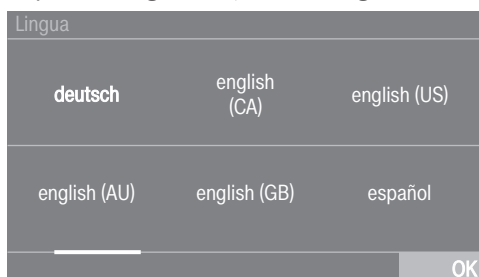 Lingua
deutsch
english
(CA)
english (US)
english (AU)
english (GB)
español
OK